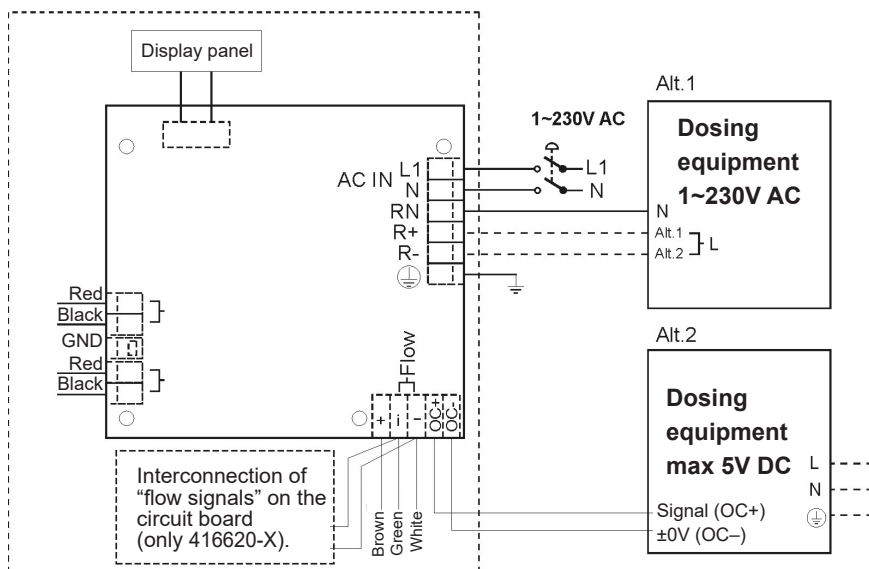 Display panel
AC IN
L1
N
RN
R+
R-
1~230V AC
L1
N
Alt.1
Dosing
equipment
1~230V AC
N
Alt.1
Alt.2
L
Red
Black
GND
Red
Black
Flow
+
i
−
OC+
OC-
Interconnection of
“flow signals” on the
circuit board
(only 416620-X).
Brown
Green
White
Alt.2
Dosing
equipment
max 5V DC
L
N
Signal (OC+)
±0V (OC–)